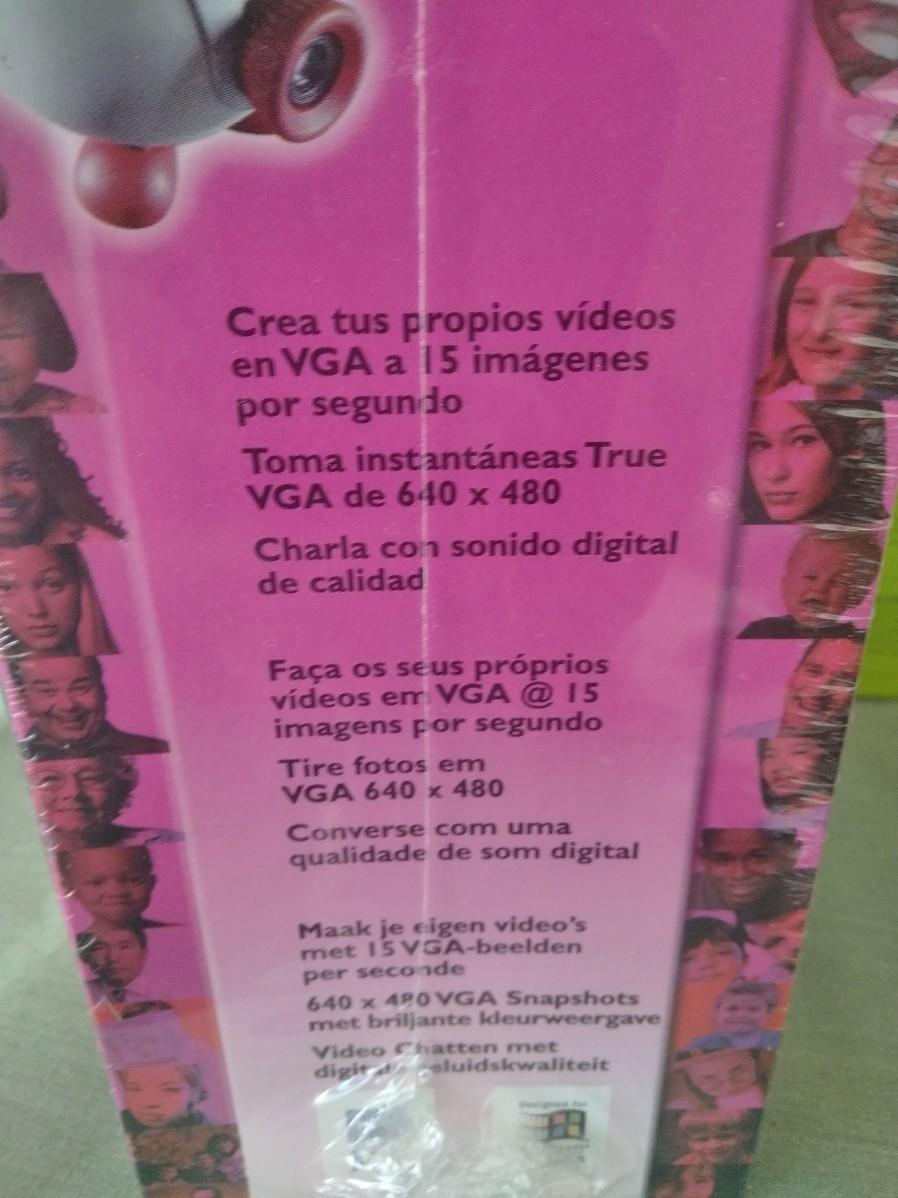 Crea tus propios vídeos
en VGA a 15 imágenes
por segundo
Toma instantáneas True
VGA de 640 x 480
Charla con sonido digital
de calidad
Faça os seus próprios
vídeos em VGA @ 15
imagens por segundo
Tire fotos em
VGA 640 x 480
Converse com uma
qualidade de som digital
Maak je eigen video's
met 15 VGA-beelden
per seconde
640 x 480 VGA Snapshots
met briljante kleurweergave
Video Chatten met
digitale geluidskwaliteit
Designed for